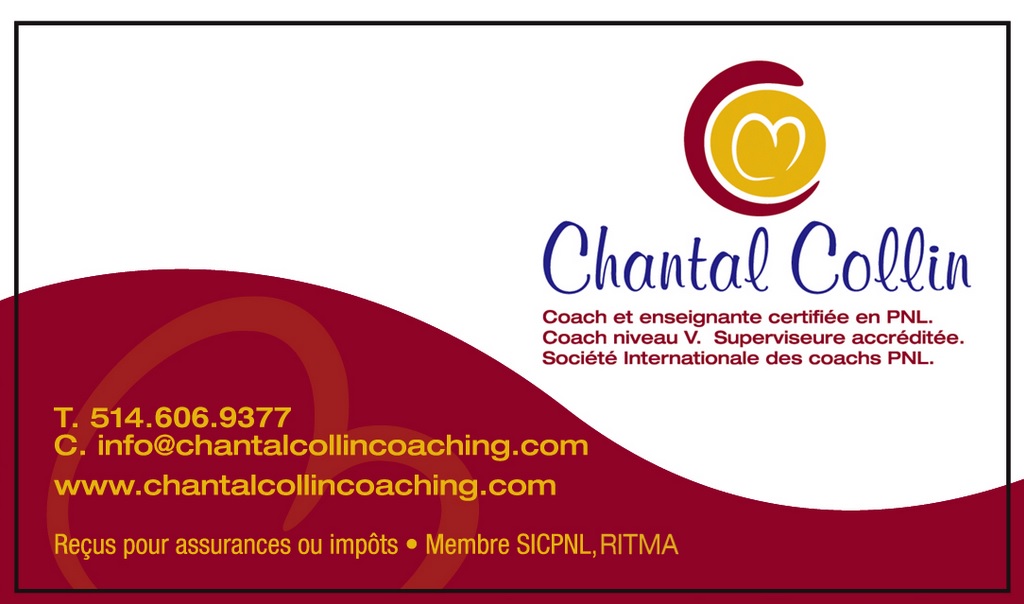 Chantal Collin
Coach et enseignante certifiée en PNL.
Coach niveau V.  Superviseure accréditée.
Société Internationale des coachs PNL.
T. 514.606.9377
C. info@chantalcollincoaching.com
www.chantalcollincoaching.com
Reçus pour assurances ou impôts • Membre SICPNL, RITMA